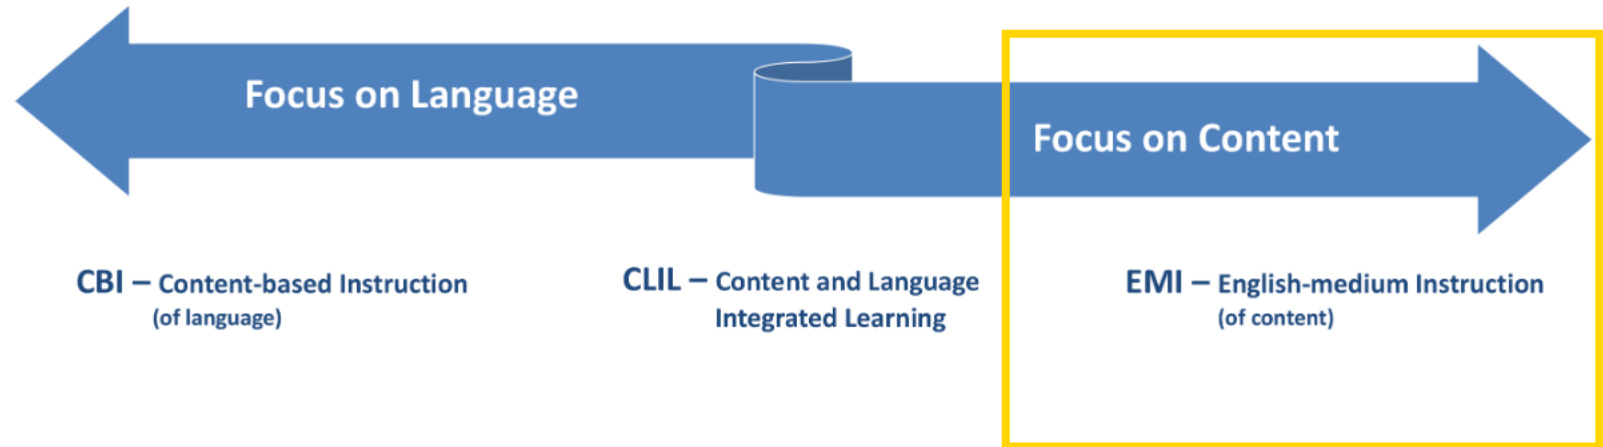 Focus on Language
Focus on Content
CBI – Content-based Instruction
(of language)
CLIL – Content and Language
Integrated Learning
EMI – English-medium Instruction
(of content)